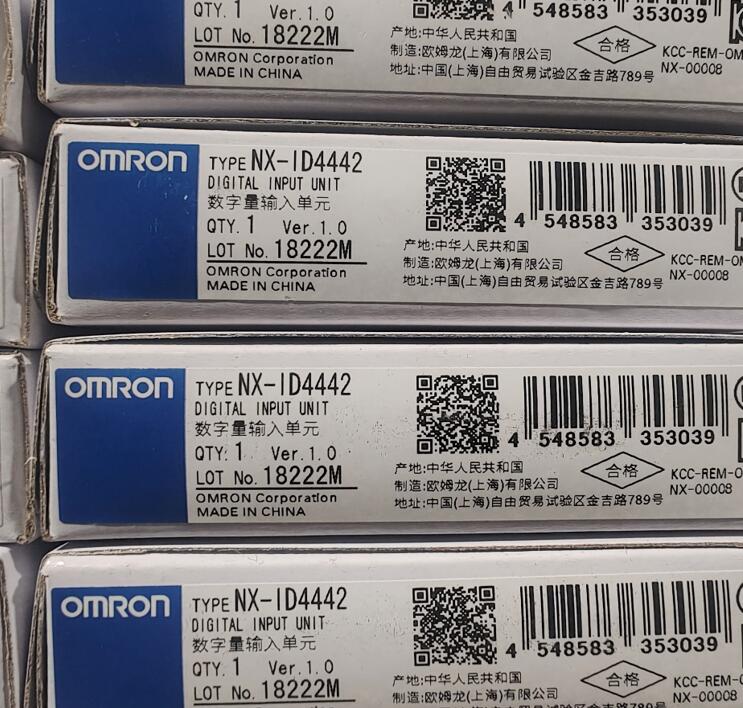 QTY. 1 Ver.1.0
LOT No. 18222M
OMRON Corporation
MADE IN CHINA
4 548583 353039
产地:中华人民共和国
制造:欧姆龙(上海)有限公司
地址:中国(上海)自由贸易试验区金吉路789号
合格
KCC-REM-OM
NX-00008
OMRON
TYPE NX-ID4442
DIGITAL INPUT UNIT
数字量输入单元
QTY. 1 Ver.1.0
LOT No. 18222M
OMRON Corporation
MADE IN CHINA
4 548583 353039
产地:中华人民共和国
制造:欧姆龙(上海)有限公司
地址:中国(上海)自由贸易试验区金吉路789号
合格
KCC-REM-OM
NX-00008
OMRON
TYPE NX-ID4442
DIGITAL INPUT UNIT
数字量输入单元
QTY. 1 Ver.1.0
LOT No. 18222M
OMRON Corporation
MADE IN CHINA
4 548583 353039
产地:中华人民共和国
制造:欧姆龙(上海)有限公司
地址:中国(上海)自由贸易试验区金吉路789号
合格
KCC-REM-OM
NX-00008
OMRON
TYPE NX-ID4442
DIGITAL INPUT UNIT
数字量输入单元
QTY. 1 Ver.1.0
LOT No. 18222M
4 548583 353039
产地:中华人民共和国
制造:欧姆龙(上海)有限公司
合格
KCC-REM-O
NX-00008